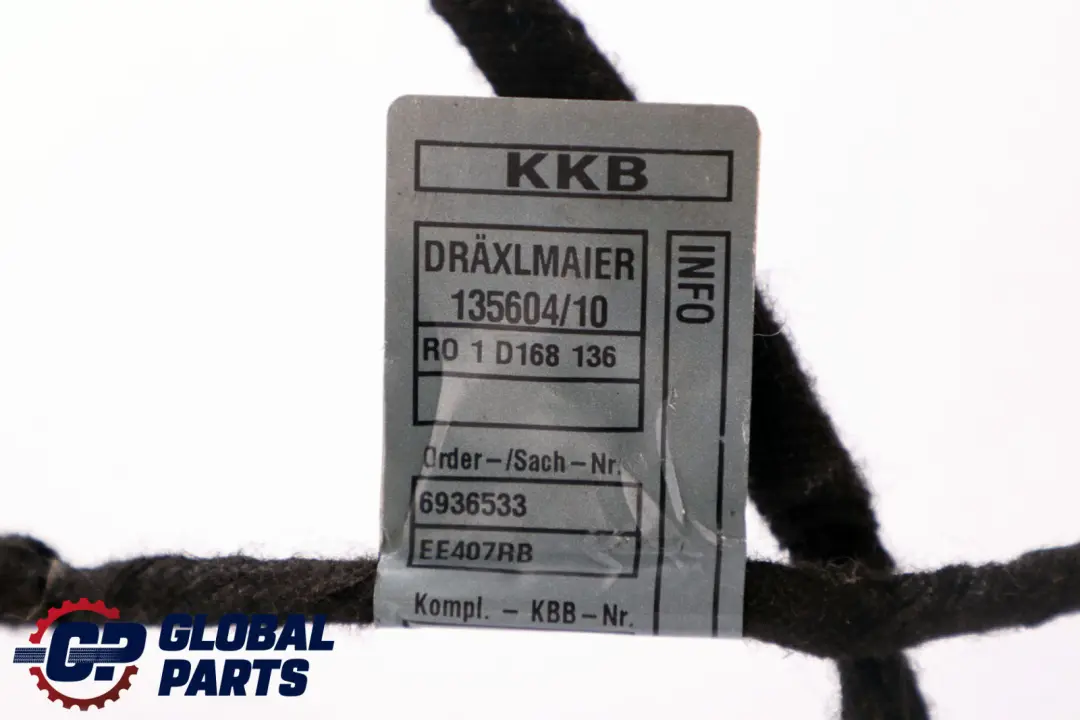 KKB
DRÄXLMAIER
135604/10
RO 1 D168 136
INFO
Order-/Sach-Nr.
6936533
EE407RB
Kompl. - KBB-Nr.
GP GLOBAL
PARTS